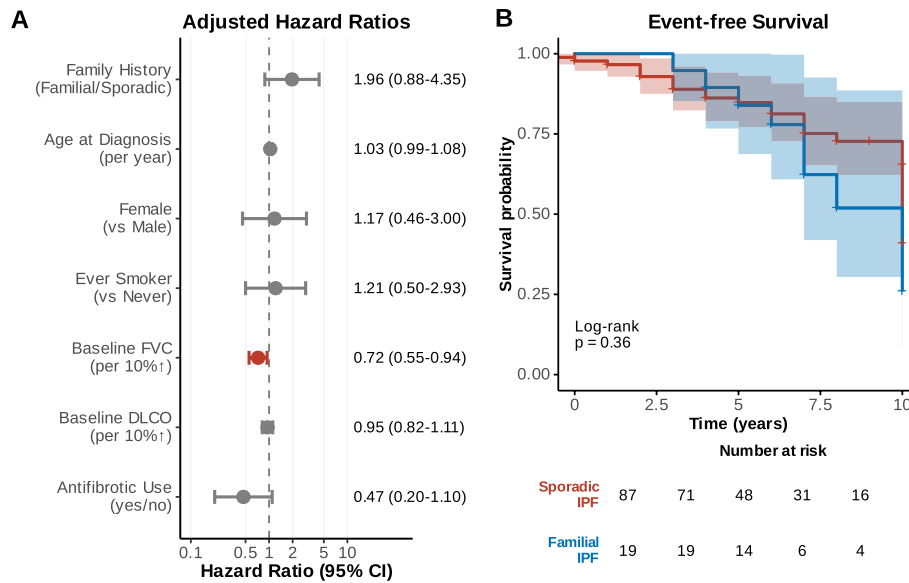 A
Adjusted Hazard Ratios
Family History
(Familial/Sporadic)
1.96 (0.88-4.35)
Age at Diagnosis
(per year)
1.03 (0.99-1.08)
Female
(vs Male)
1.17 (0.46-3.00)
Ever Smoker
(vs Never)
1.21 (0.50-2.93)
Baseline FVC
(per 10%↑)
0.72 (0.55-0.94)
Baseline DLCO
(per 10%↑)
0.95 (0.82-1.11)
Antifibrotic Use
(yes/no)
0.47 (0.20-1.10)
0.1 0.5 1 2 5 10
Hazard Ratio (95% CI)
B
Event-free Survival
Survival probability
1.00
0.75
0.50
0.25
0.00
Log-rank
p = 0.36
0 2.5 5 7.5 10
Time (years)
Number at risk
Sporadic
IPF
87 71 48 31 16
Familial
IPF
19 19 14 6 4